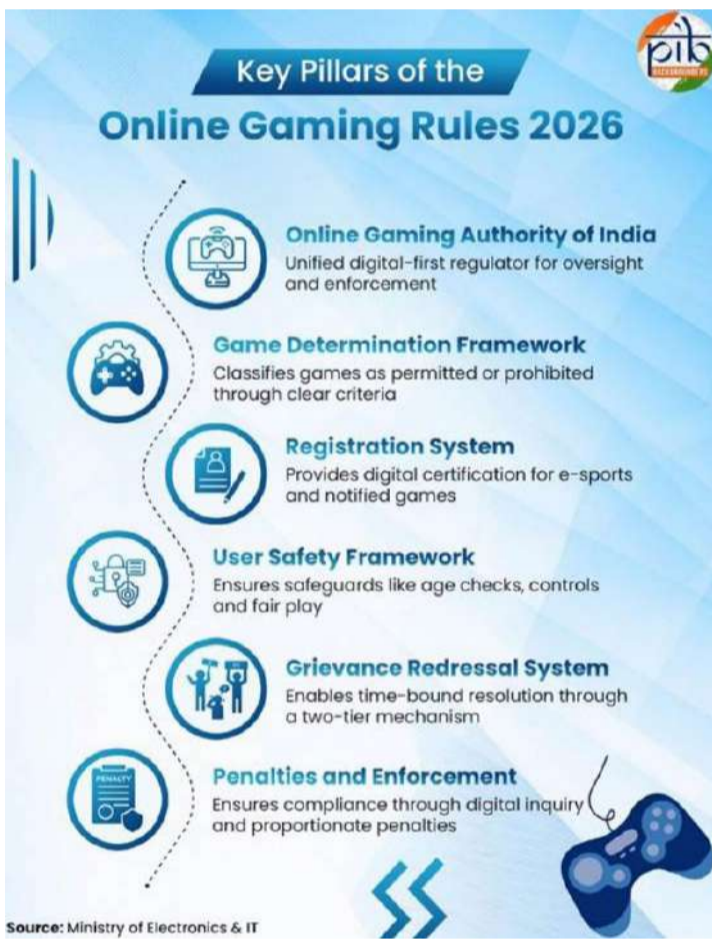 pib
BACKGROUNDERS
Key Pillars of the
Online Gaming Rules 2026
Online Gaming Authority of India
Unified digital-first regulator for oversight
and enforcement
Game Determination Framework
Classifies games as permitted or prohibited
through clear criteria
Registration System
Provides digital certification for e-sports
and notified games
User Safety Framework
Ensures safeguards like age checks, controls
and fair play
Grievance Redressal System
Enables time-bound resolution through
a two-tier mechanism
PENALTY
Penalties and Enforcement
Ensures compliance through digital inquiry
and proportionate penalties
Source: Ministry of Electronics & IT